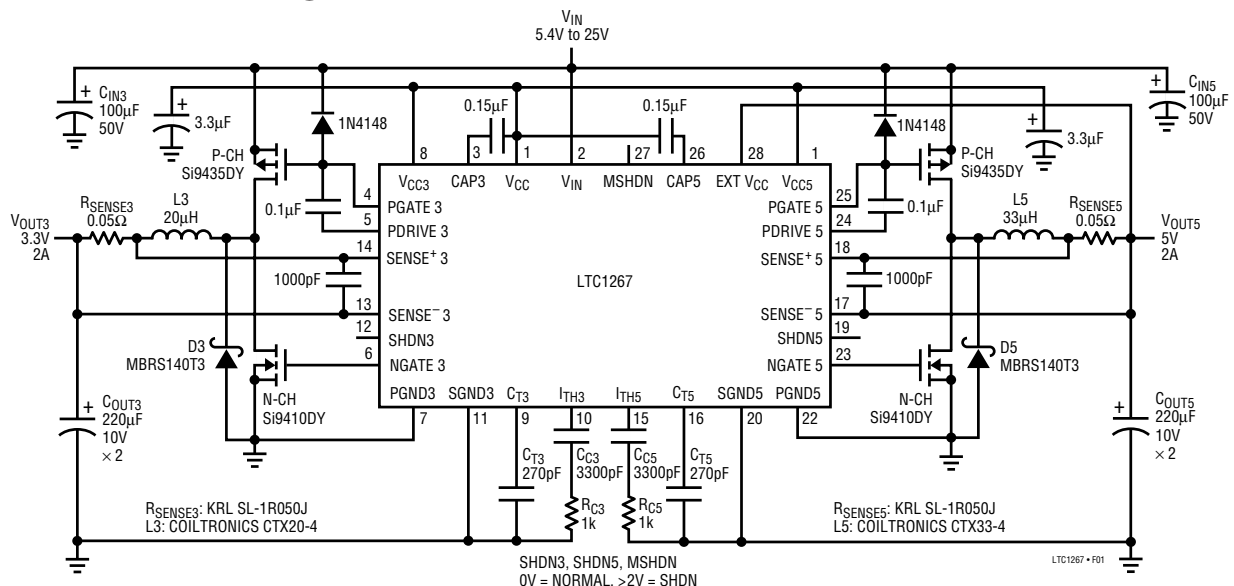 VIN
5.4V to 25V
CIN3
100µF
50V
3.3µF
1N4148
0.15µF
0.15µF
1N4148
3.3µF
CIN5
100µF
50V
P-CH
Si9435DY
P-CH
Si9435DY
8
3
1
2
27
26
28
1
VCC3
CAP3
VCC
VIN
MSHDN
CAP5
EXT VCC
VCC5
VOUT3
3.3V
2A
RSENSE3
0.05Ω
L3
20µH
0.1µF
4
PGATE 3
5
PDRIVE 3
14
SENSE+ 3
1000pF
13
SENSE– 3
12
SHDN3
6
NGATE 3
LTC1267
25
PGATE 5
24
PDRIVE 5
18
SENSE+ 5
17
SENSE– 5
19
SHDN5
23
NGATE 5
0.1µF
1000pF
L5
33µH
RSENSE5
0.05Ω
VOUT5
5V
2A
D3
MBRS140T3
N-CH
Si9410DY
D5
MBRS140T3
N-CH
Si9410DY
PGND3
SGND3
CT3
ITH3
ITH5
CT5
SGND5
PGND5
7
11
9
10
15
16
20
22
COUT3
220µF
10V
× 2
COUT5
220µF
10V
× 2
CT3
270pF
CC3
3300pF
CC5
3300pF
CT5
270pF
RC3
1k
RC5
1k
RSENSE3: KRL SL-1R050J
L3: COILTRONICS CTX20-4
RSENSE5: KRL SL-1R050J
L5: COILTRONICS CTX33-4
SHDN3, SHDN5, MSHDN
0V = NORMAL, >2V = SHDN
LTC1267 • F01